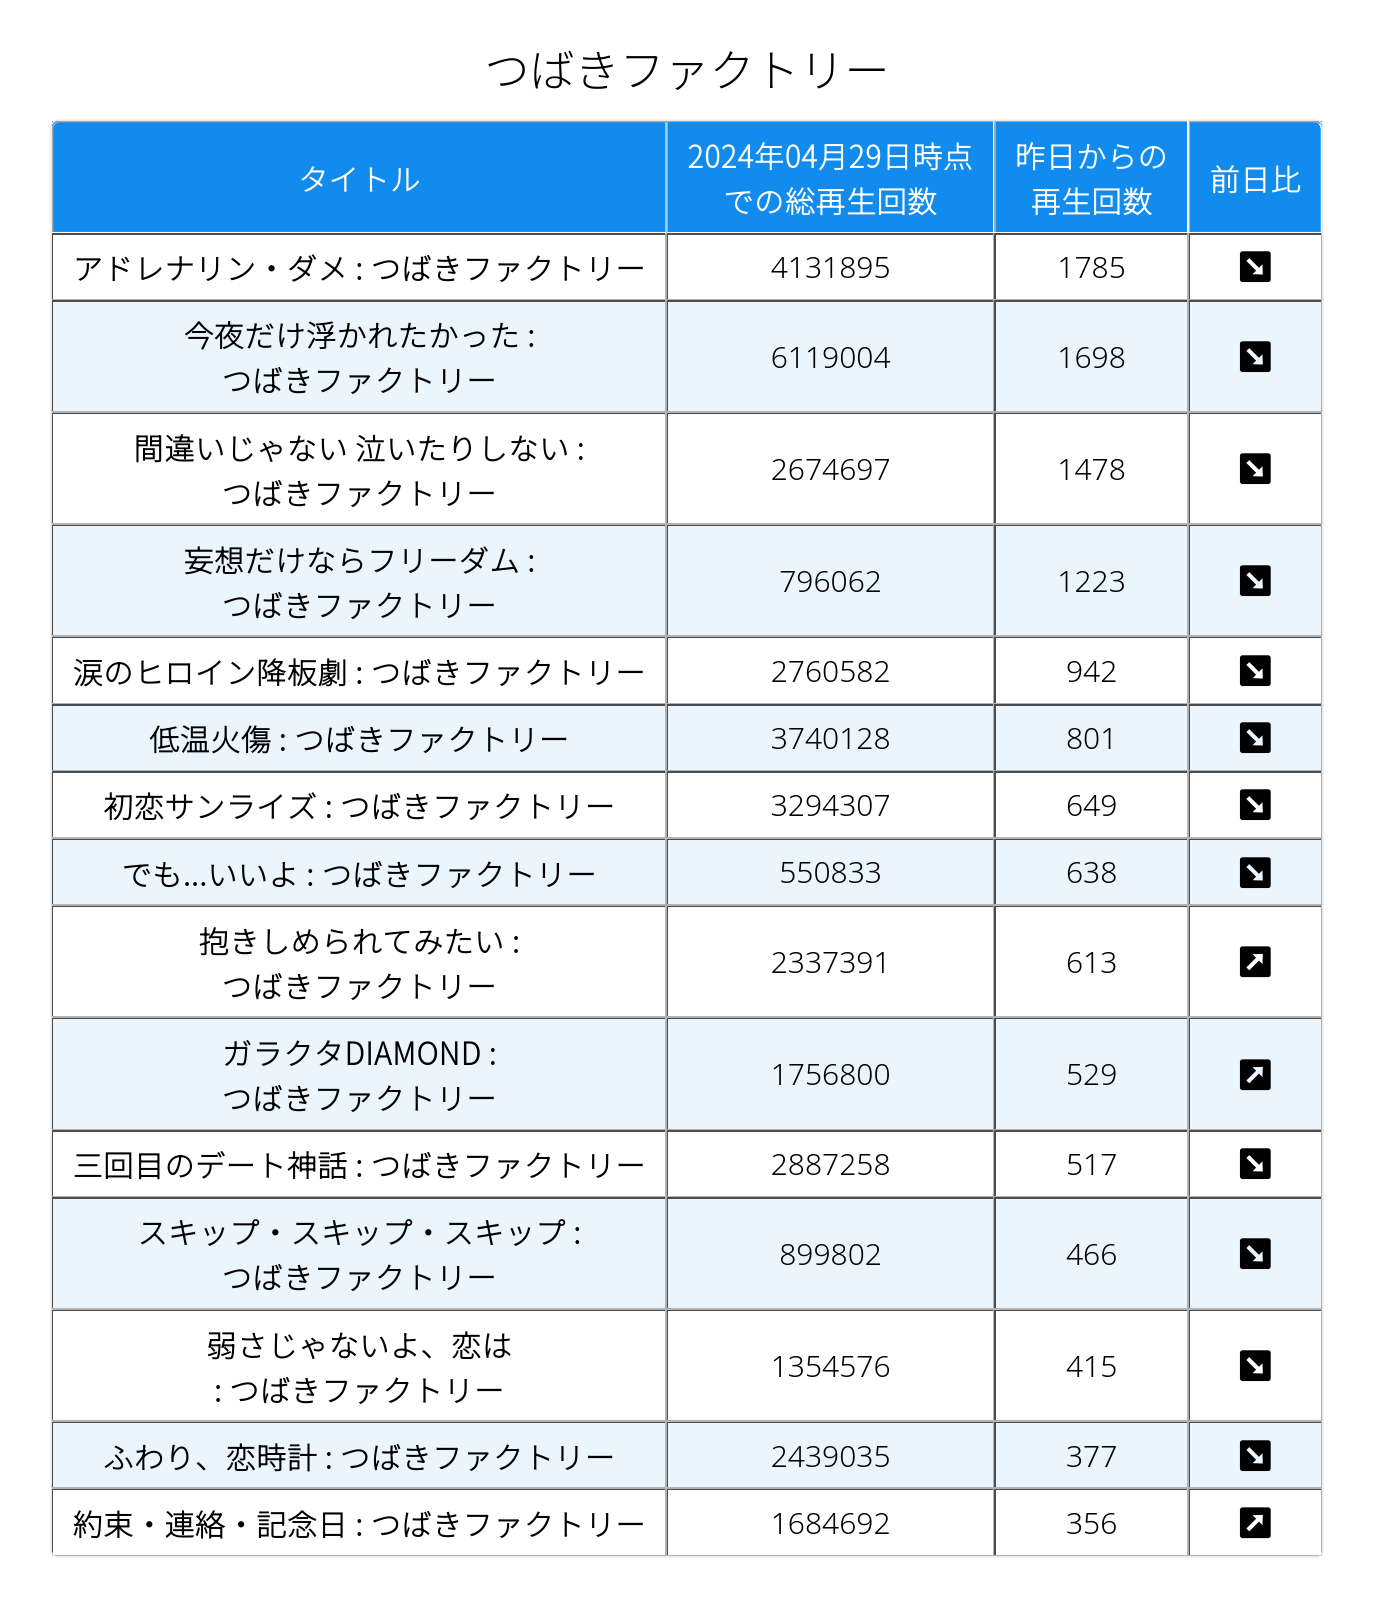 つばきファクトリー
タイトル
2024年04月29日時点
での総再生回数
昨日からの
再生回数
前日比
アドレナリン・ダメ : つばきファクトリー
4131895
1785
今夜だけ浮かれたかった :
つばきファクトリー
6119004
1698
間違いじゃない 泣いたりしない :
つばきファクトリー
2674697
1478
妄想だけならフリーダム :
つばきファクトリー
796062
1223
涙のヒロイン降板劇 : つばきファクトリー
2760582
942
低温火傷 : つばきファクトリー
3740128
801
初恋サンライズ : つばきファクトリー
3294307
649
でも...いいよ : つばきファクトリー
550833
638
抱きしめられてみたい :
つばきファクトリー
2337391
613
ガラクタDIAMOND :
つばきファクトリー
1756800
529
三回目のデート神話 : つばきファクトリー
2887258
517
スキップ・スキップ・スキップ :
つばきファクトリー
899802
466
弱さじゃないよ、恋は
: つばきファクトリー
1354576
415
ふわり、恋時計 : つばきファクトリー
2439035
377
約束・連絡・記念日 : つばきファクトリー
1684692
356